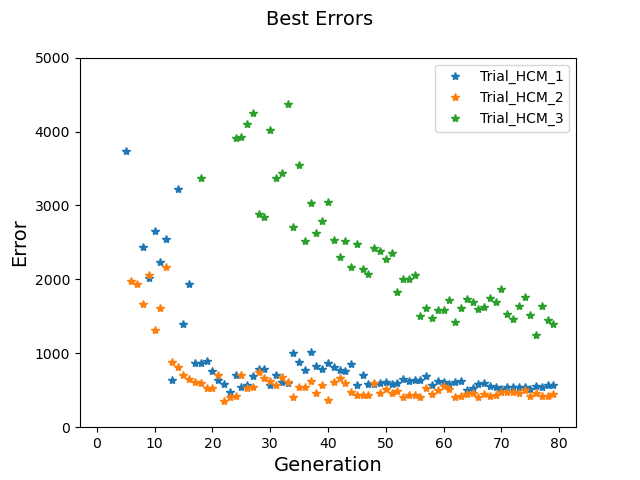 Best Errors
5000
4000
3000
2000
1000
0
Error
Trial_HCM_1
Trial_HCM_2
Trial_HCM_3
0 10 20 30 40 50 60 70 80
Generation